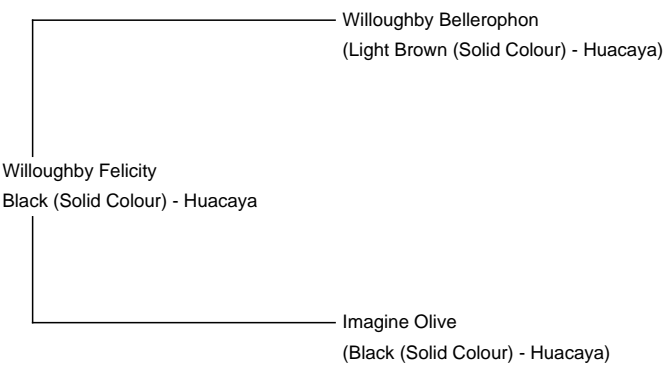 Willoughby Bellerophon
(Light Brown (Solid Colour) - Huacaya)
Willoughby Felicity
Black (Solid Colour) - Huacaya
Imagine Olive
(Black (Solid Colour) - Huacaya)